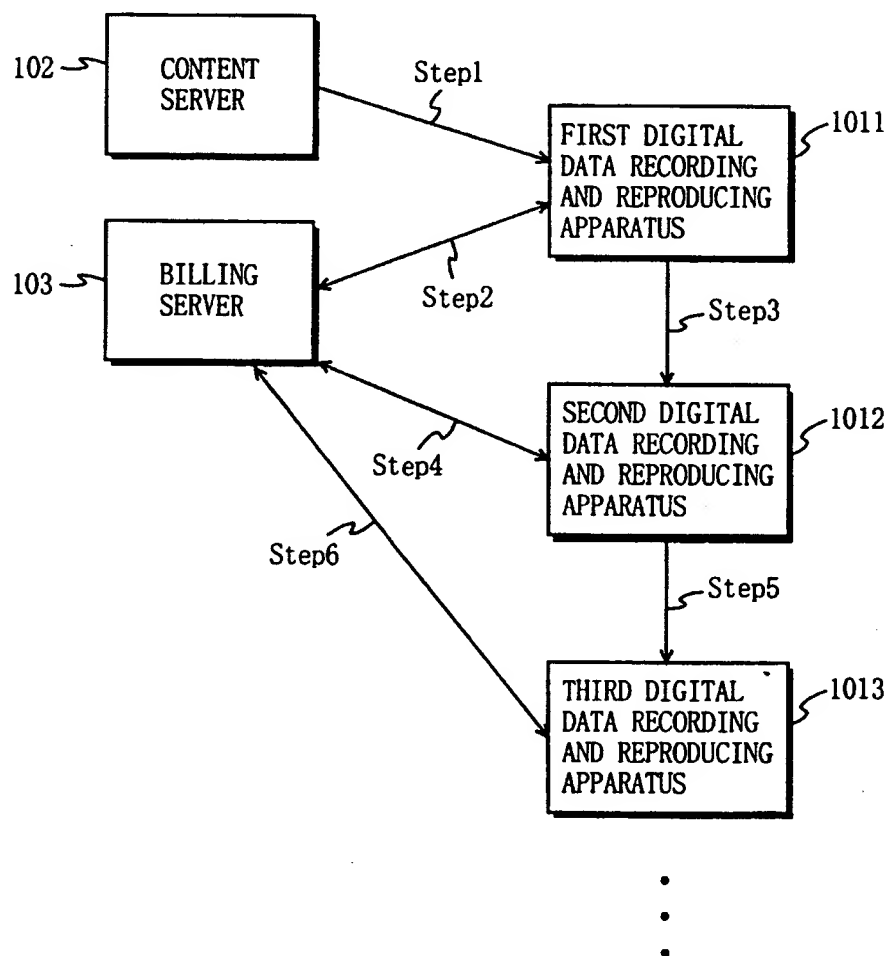 102
CONTENT
SERVER
Step1
FIRST DIGITAL
DATA RECORDING
AND REPRODUCING
APPARATUS
1011
103
BILLING
SERVER
Step2
Step3
SECOND DIGITAL
DATA RECORDING
AND REPRODUCING
APPARATUS
1012
Step4
Step6
Step5
THIRD DIGITAL
DATA RECORDING
AND REPRODUCING
APPARATUS
1013